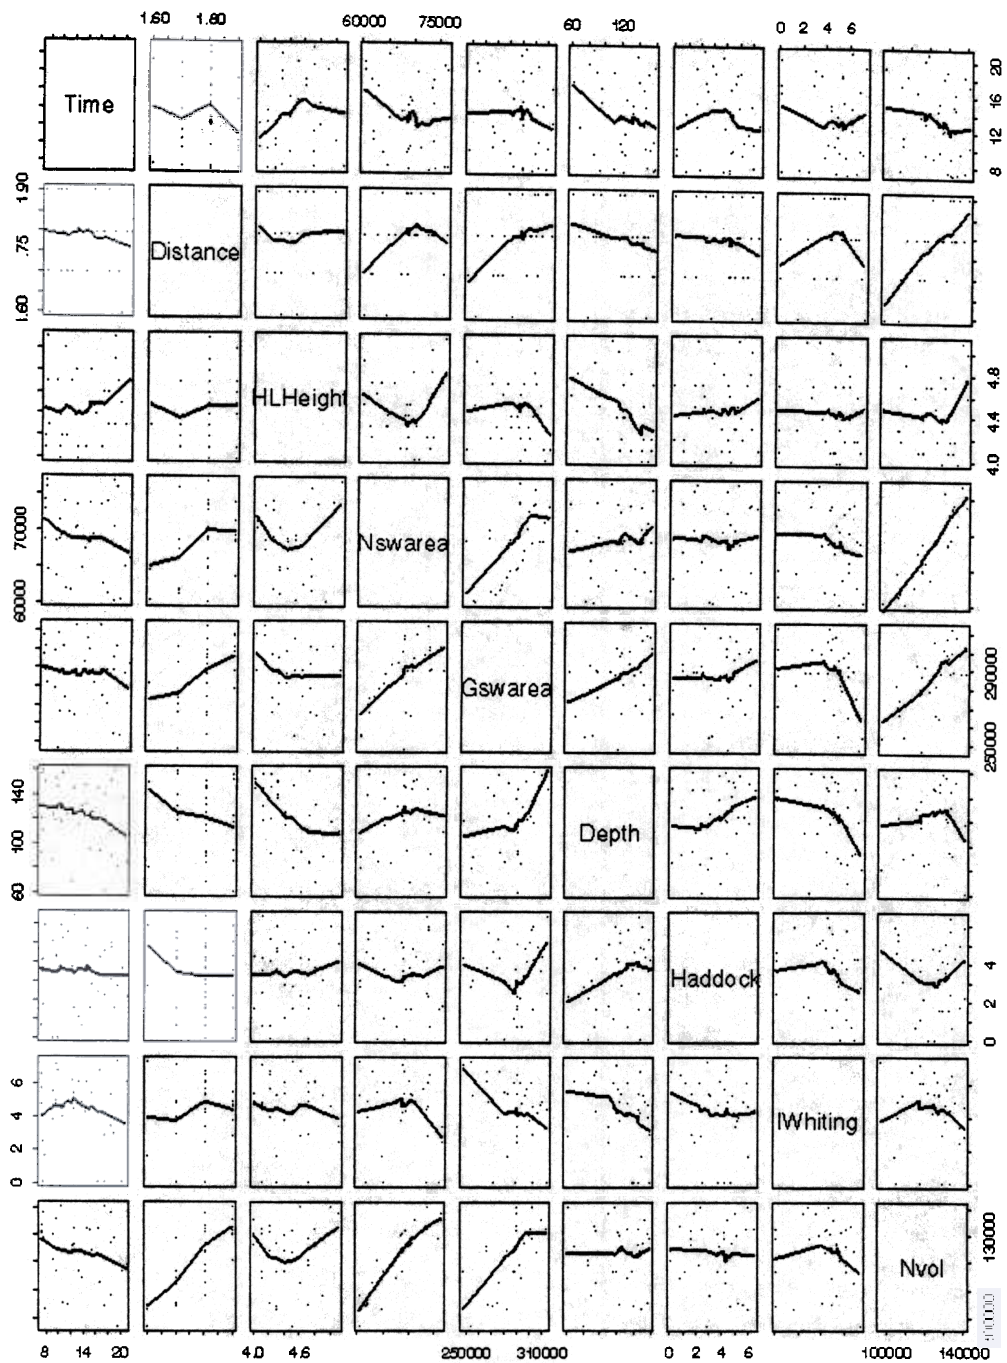 1.60 1.80 60000 75000 60 120 0 2 4 6
Time 8 12 16 20
1.60 1.75 1.90 Distance
HLHeight 4.0 4.4 4.8
60000 70000 Nswarea
Gswarea 250000 290000
60 100 140 Depth
Haddock 0 2 4
0 2 4 6 lWhiting
Nvol 130000
8 14 20 4.0 4.6 250000 310000 0 2 4 6 100000 140000